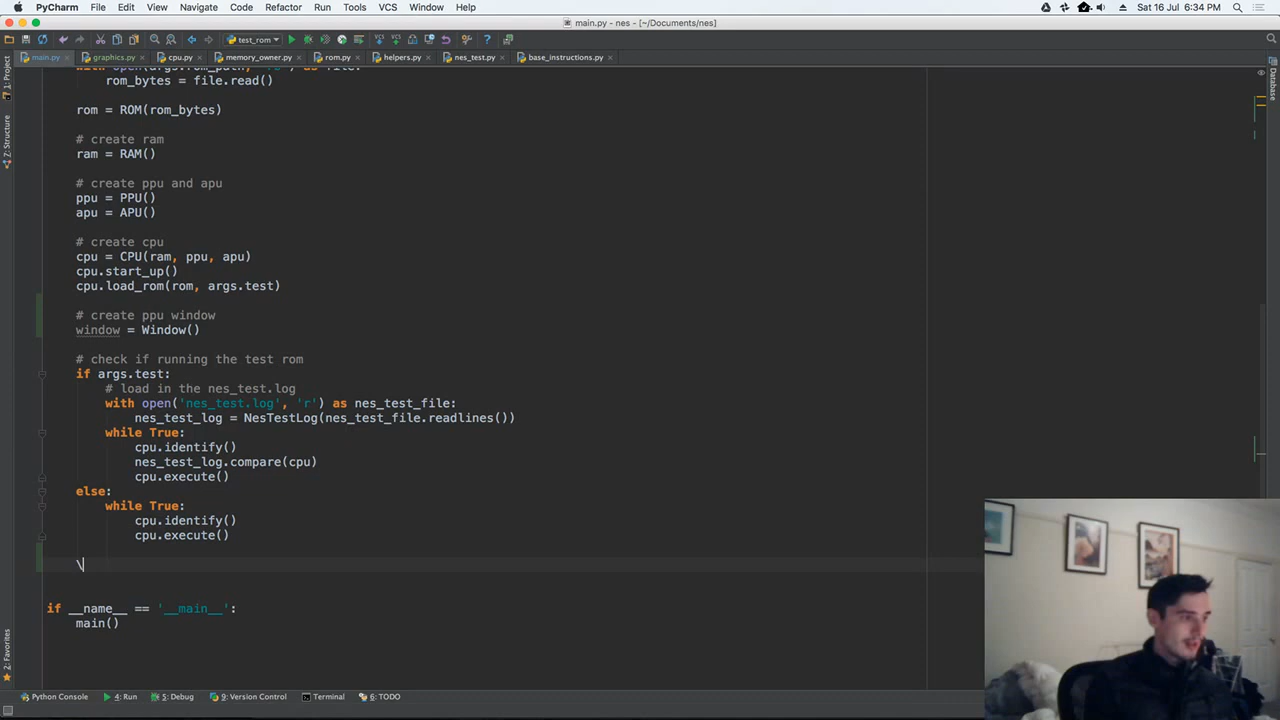 PyCharm File Edit View Navigate Code Refactor Run Tools VCS Window Help Sat 16 Jul 6:34 PM
main.py - nes - [~/Documents/nes]
test_rom
main.py graphics.py cpu.py memory_owner.py rom.py helpers.py nes_test.py base_instructions.py
1: Project
Z: Structure
2: Favorites
Database
rom_bytes = file.read()
rom = ROM(rom_bytes)
# create ram
ram = RAM()
# create ppu and apu
ppu = PPU()
apu = APU()
# create cpu
cpu = CPU(ram, ppu, apu)
cpu.start_up()
cpu.load_rom(rom, args.test)
# create ppu window
window = Window()
# check if running the test rom
if args.test:
# load in the nes_test.log
with open('nes_test.log', 'r') as nes_test_file:
nes_test_log = NesTestLog(nes_test_file.readlines())
while True:
cpu.identify()
nes_test_log.compare(cpu)
cpu.execute()
else:
while True:
cpu.identify()
cpu.execute()
\
if __name__ == '__main__':
main()
Python Console 4: Run 5: Debug 9: Version Control Terminal 6: TODO